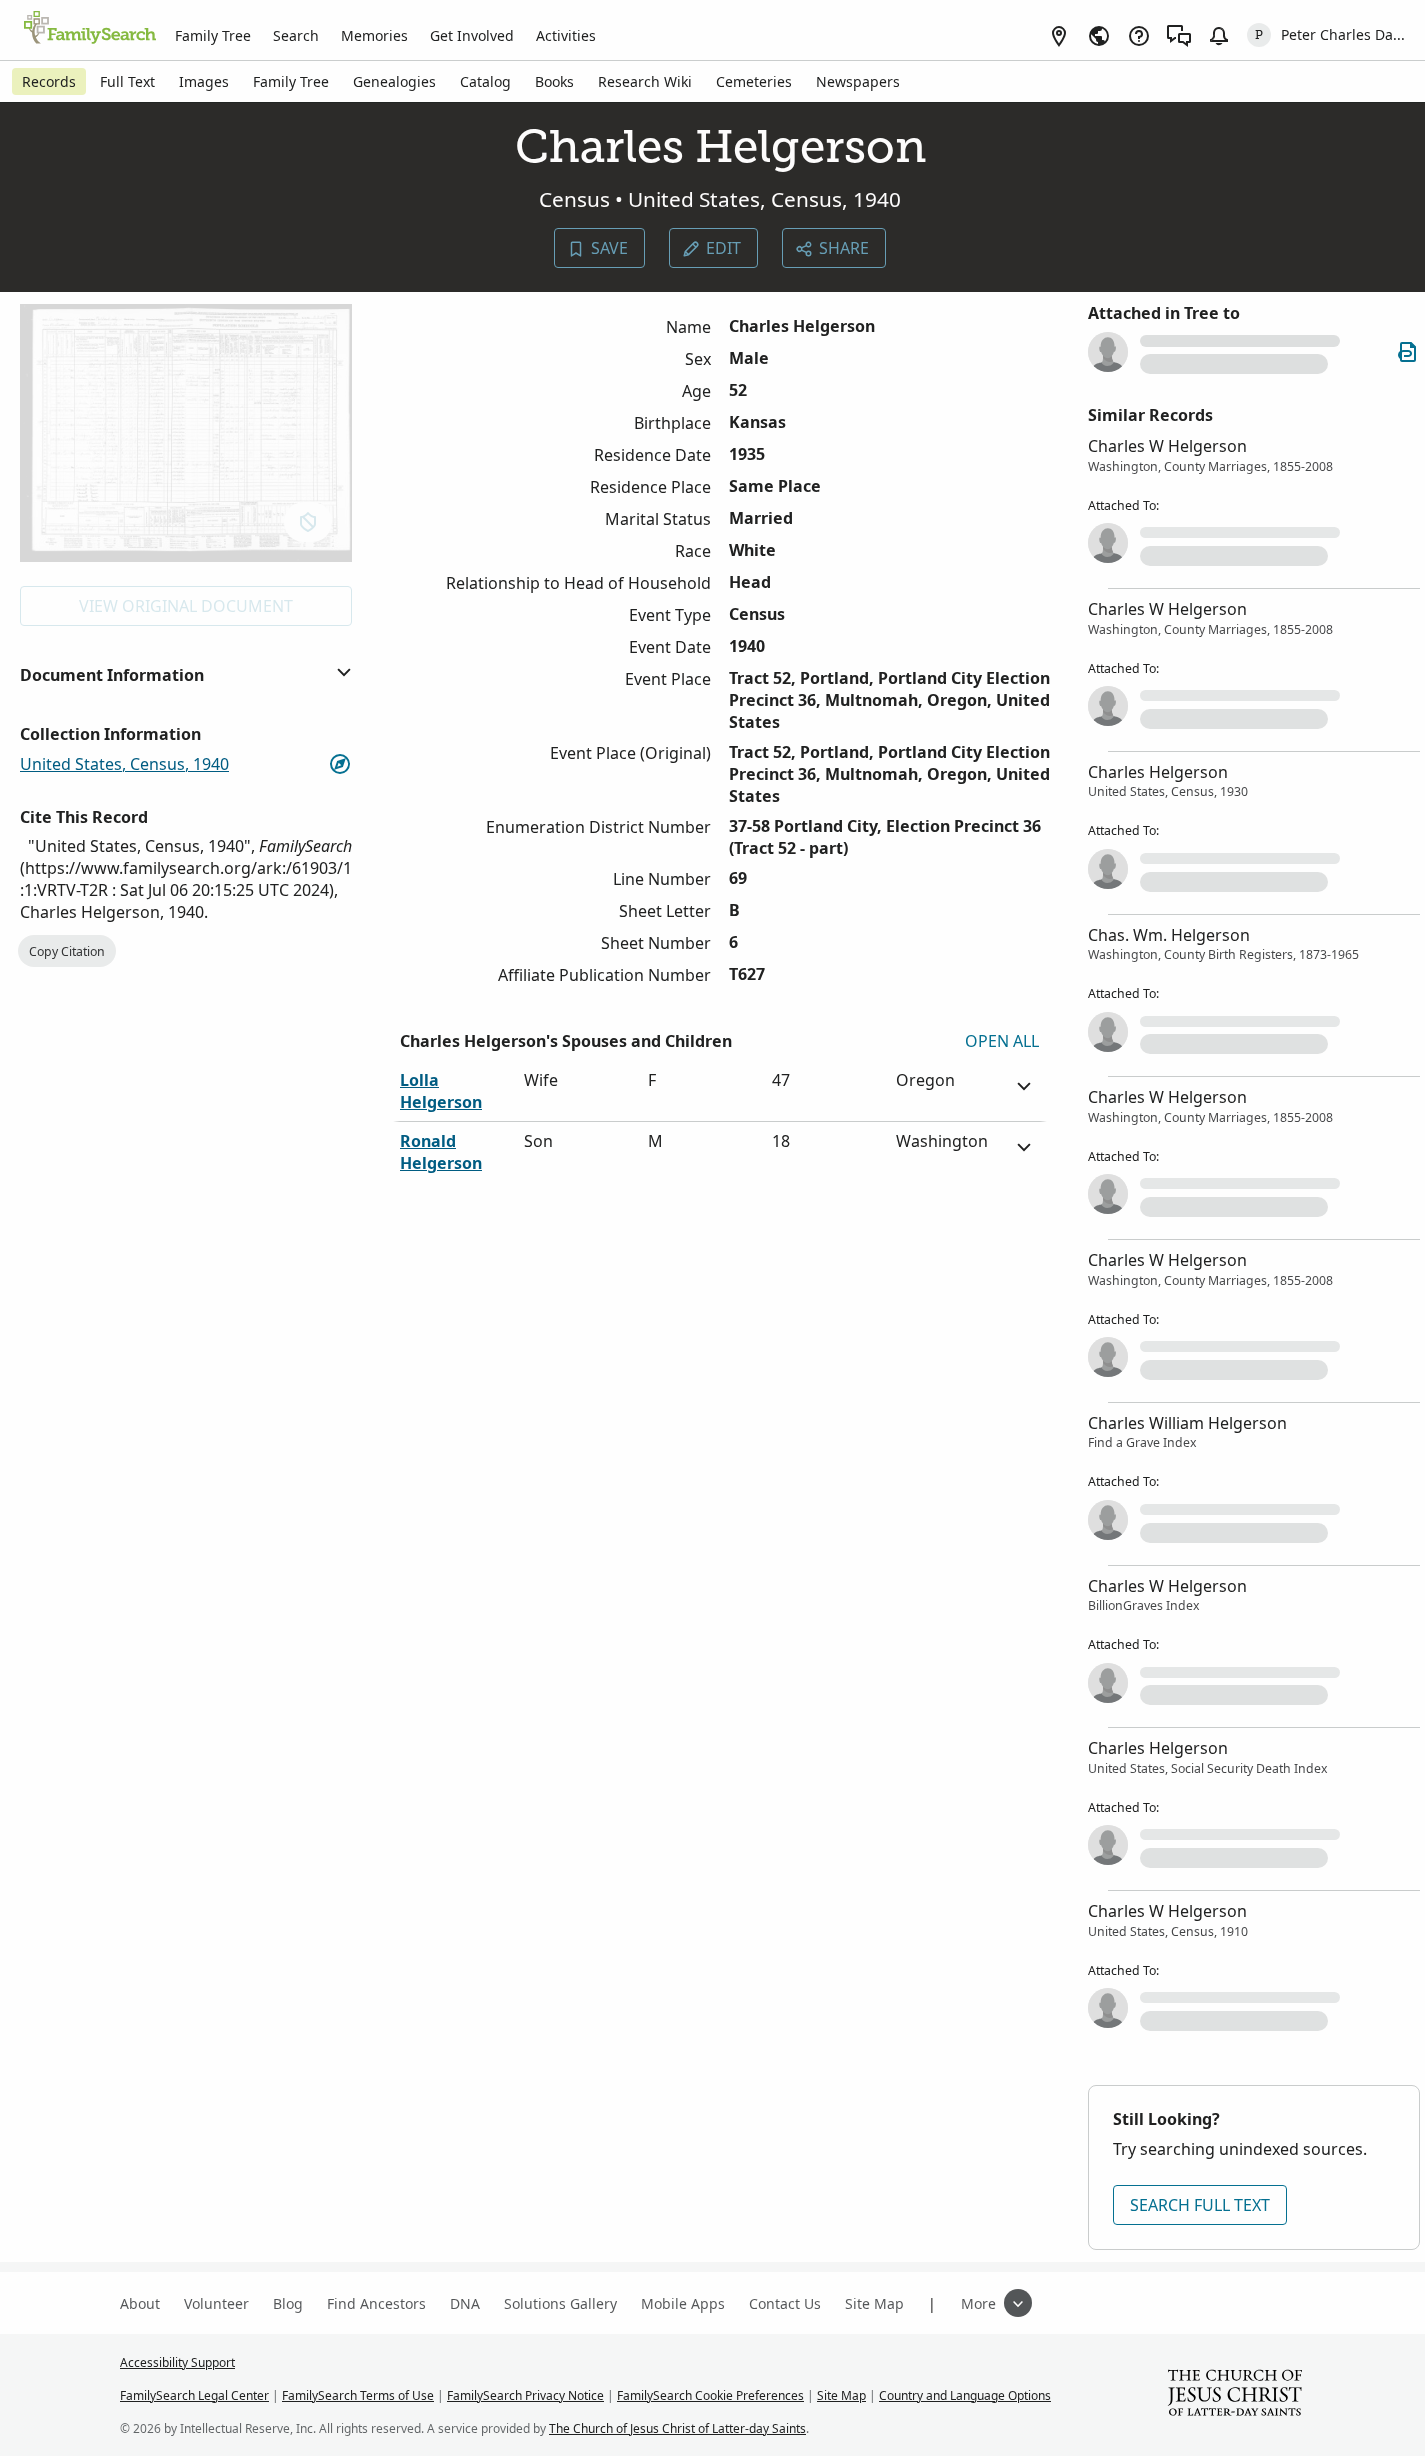 FamilySearch
Family Tree Search Memories Get Involved Activities
P Peter Charles Da...
Records Full Text Images Family Tree Genealogies Catalog Books Research Wiki Cemeteries Newspapers
Charles Helgerson
Census • United States, Census, 1940
SAVE EDIT SHARE
VIEW ORIGINAL DOCUMENT
Document Information
Collection Information
United States, Census, 1940
Cite This Record
"United States, Census, 1940", FamilySearch
(https://www.familysearch.org/ark:/61903/1
:1:VRTV-T2R : Sat Jul 06 20:15:25 UTC 2024),
Charles Helgerson, 1940.
Copy Citation
Name Charles Helgerson
Sex Male
Age 52
Birthplace Kansas
Residence Date 1935
Residence Place Same Place
Marital Status Married
Race White
Relationship to Head of Household Head
Event Type Census
Event Date 1940
Event Place Tract 52, Portland, Portland City Election
Precinct 36, Multnomah, Oregon, United
States
Event Place (Original) Tract 52, Portland, Portland City Election
Precinct 36, Multnomah, Oregon, United
States
Enumeration District Number 37-58 Portland City, Election Precinct 36
(Tract 52 - part)
Line Number 69
Sheet Letter B
Sheet Number 6
Affiliate Publication Number T627
Charles Helgerson's Spouses and Children OPEN ALL
Lolla Wife F 47 Oregon
Helgerson
Ronald Son M 18 Washington
Helgerson
Attached in Tree to
Similar Records
Charles W Helgerson
Washington, County Marriages, 1855-2008
Attached To:
Charles W Helgerson
Washington, County Marriages, 1855-2008
Attached To:
Charles Helgerson
United States, Census, 1930
Attached To:
Chas. Wm. Helgerson
Washington, County Birth Registers, 1873-1965
Attached To:
Charles W Helgerson
Washington, County Marriages, 1855-2008
Attached To:
Charles W Helgerson
Washington, County Marriages, 1855-2008
Attached To:
Charles William Helgerson
Find a Grave Index
Attached To:
Charles W Helgerson
BillionGraves Index
Attached To:
Charles Helgerson
United States, Social Security Death Index
Attached To:
Charles W Helgerson
United States, Census, 1910
Attached To:
Still Looking?
Try searching unindexed sources.
SEARCH FULL TEXT
About Volunteer Blog Find Ancestors DNA Solutions Gallery Mobile Apps Contact Us Site Map | More
Accessibility Support
FamilySearch Legal Center | FamilySearch Terms of Use | FamilySearch Privacy Notice | FamilySearch Cookie Preferences | Site Map | Country and Language Options
© 2026 by Intellectual Reserve, Inc. All rights reserved. A service provided by The Church of Jesus Christ of Latter-day Saints.
THE CHURCH OF
JESUS CHRIST
OF LATTER-DAY SAINTS